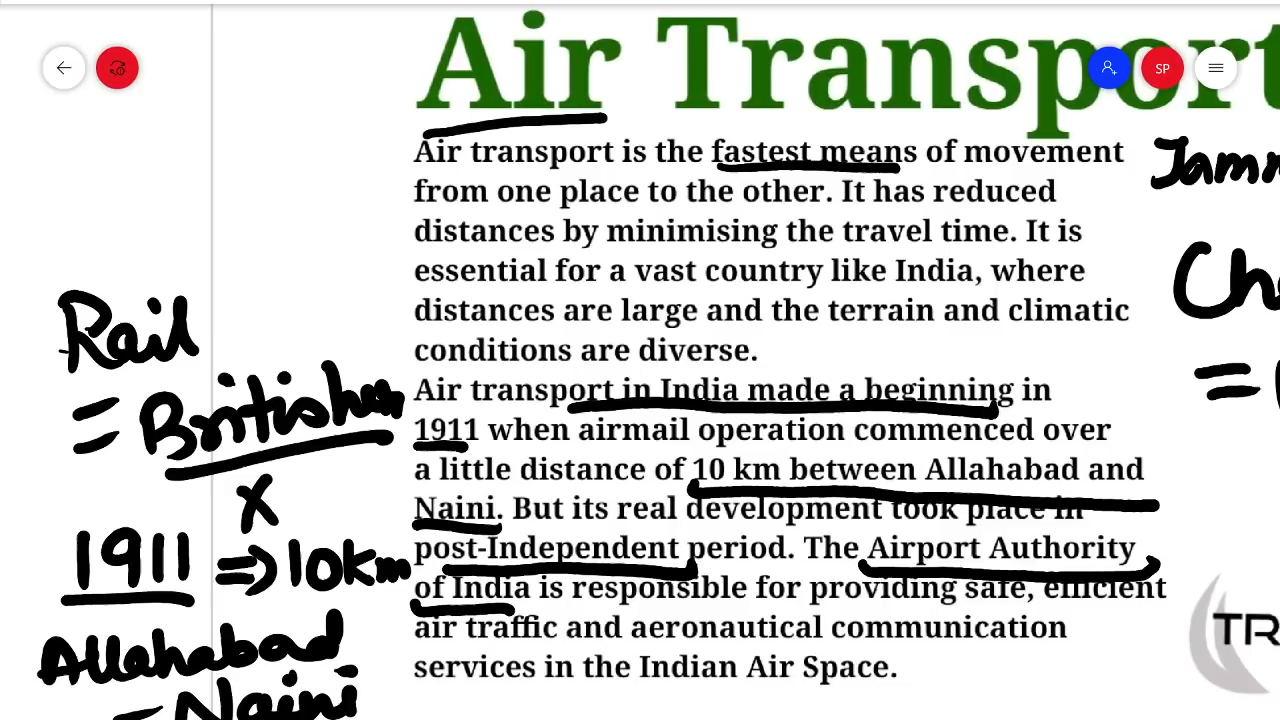 Air Transport
SP
Air transport is the fastest means of movement
from one place to the other. It has reduced
distances by minimising the travel time. It is
essential for a vast country like India, where
distances are large and the terrain and climatic
conditions are diverse.
Air transport in India made a beginning in
1911 when airmail operation commenced over
a little distance of 10 km between Allahabad and
Naini. But its real development took place in
post-Independent period. The Airport Authority
of India is responsible for providing safe, efficient
air traffic and aeronautical communication
services in the Indian Air Space.
Rail
= Britisher
x
1911 => 10km
Allahabad
- Naini
Jamm
Ch
=
TR